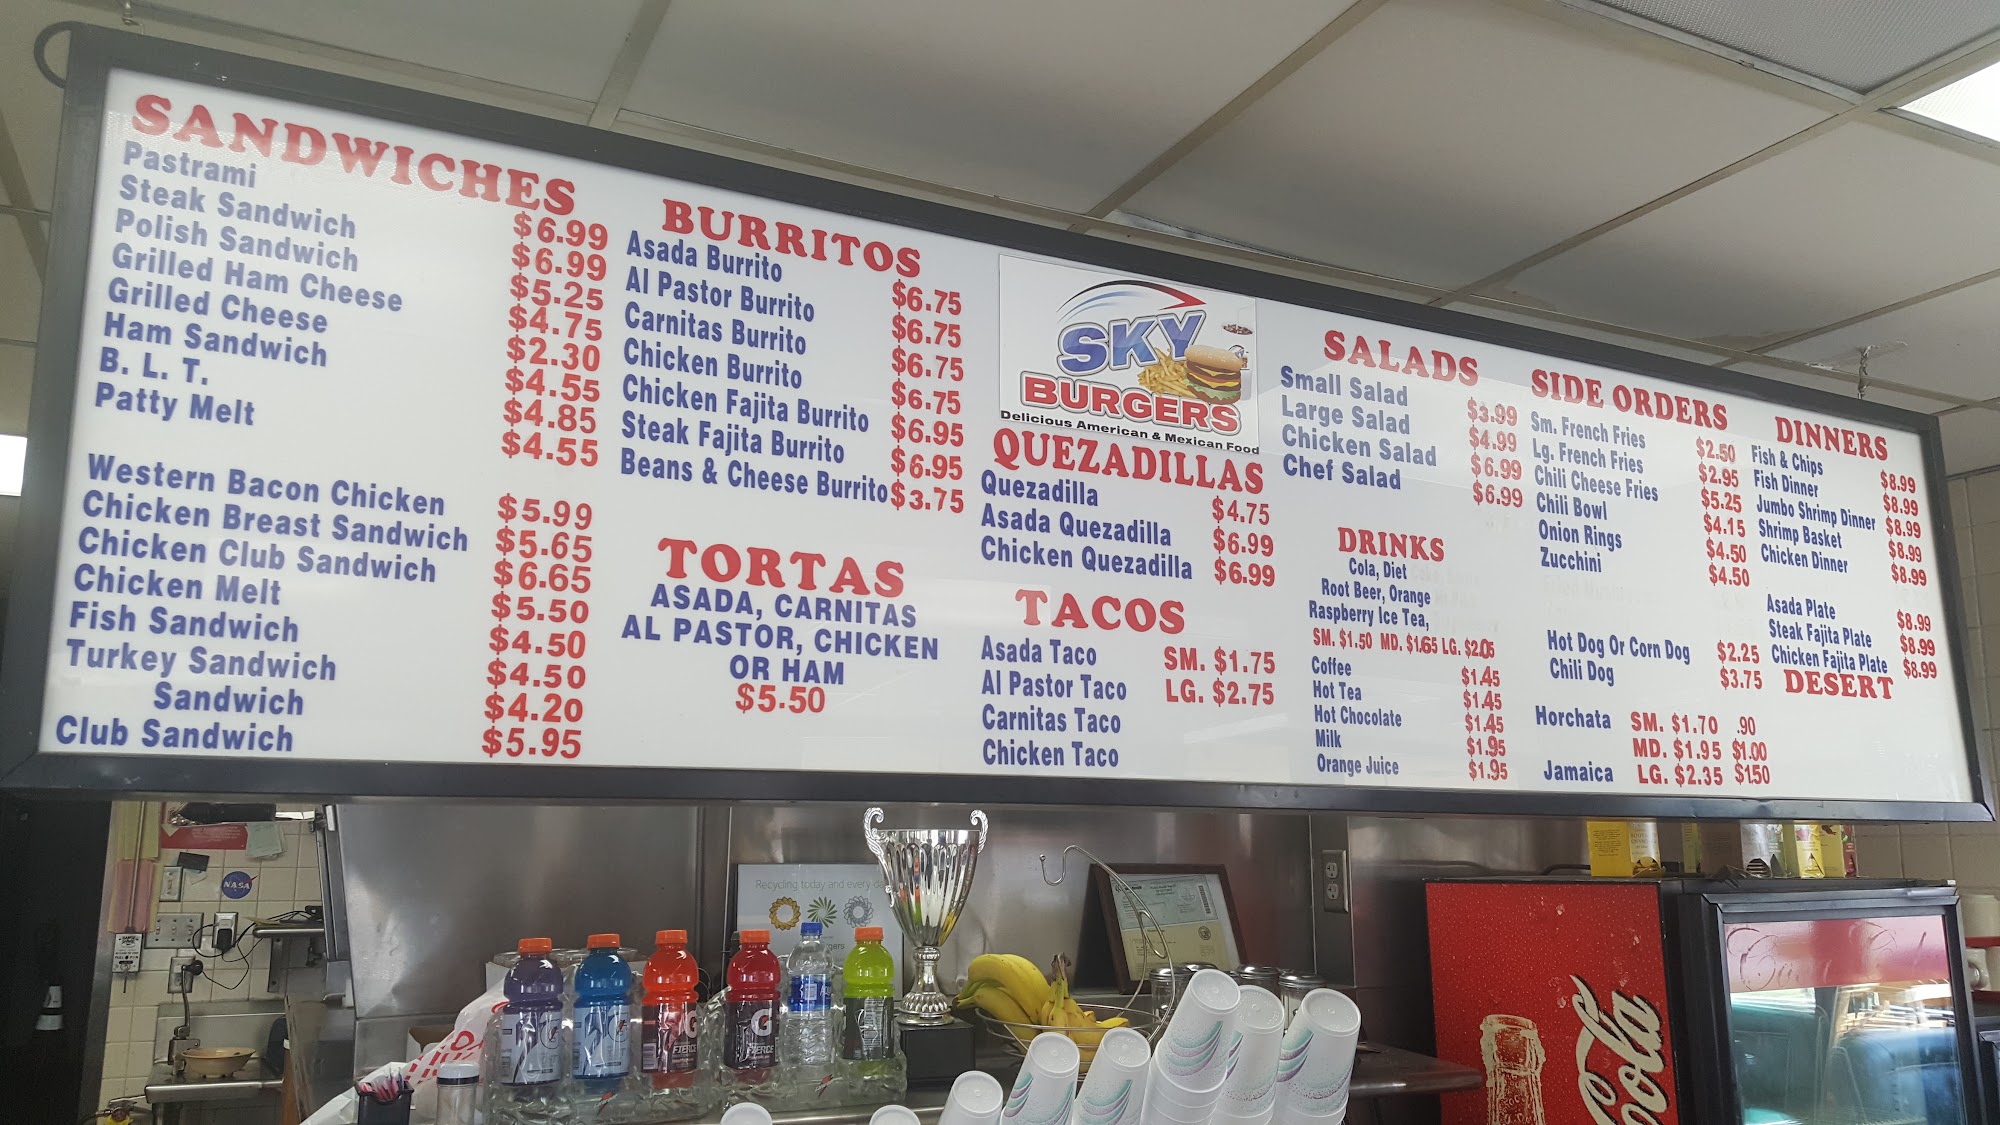 SANDWICHES
Pastrami $6.99
Steak Sandwich $6.99
Polish Sandwich $5.25
Grilled Ham Cheese $4.75
Grilled Cheese $2.30
Ham Sandwich $4.55
B. L. T. $4.85
Patty Melt $4.55
Western Bacon Chicken $5.99
Chicken Breast Sandwich $5.65
Chicken Club Sandwich $6.65
Chicken Melt $5.50
Fish Sandwich $4.50
Turkey Sandwich $4.50
Sandwich $4.20
Club Sandwich $5.95
BURRITOS
Asada Burrito $6.75
Al Pastor Burrito $6.75
Carnitas Burrito $6.75
Chicken Burrito $6.75
Chicken Fajita Burrito $6.95
Steak Fajita Burrito $6.95
Beans & Cheese Burrito $3.75
TORTAS
ASADA, CARNITAS
AL PASTOR, CHICKEN
OR HAM
$5.50
SKY
BURGERS
Delicious American & Mexican Food
QUEZADILLAS
Quezadilla $4.75
Asada Quezadilla $6.99
Chicken Quezadilla $6.99
TACOS
Asada Taco SM. $1.75
Al Pastor Taco LG. $2.75
Carnitas Taco
Chicken Taco
SALADS
Small Salad $3.99
Large Salad $4.99
Chicken Salad $6.99
Chef Salad $6.99
DRINKS
Cola, Diet
Root Beer, Orange
Raspberry Ice Tea,
SM. $1.50 MD. $1.65 LG. $2.05
Coffee $1.45
Hot Tea $1.45
Hot Chocolate $1.45
Milk $1.95
Orange Juice $1.95
SIDE ORDERS
Sm. French Fries $2.50
Lg. French Fries $2.95
Chili Cheese Fries $5.25
Chili Bowl $4.15
Onion Rings $4.50
Zucchini $4.50
Hot Dog Or Corn Dog $2.25
Chili Dog $3.75
Horchata SM. $1.70 .90
MD. $1.95 $1.00
Jamaica LG. $2.35 $1.50
DINNERS
Fish & Chips $8.99
Fish Dinner $8.99
Jumbo Shrimp Dinner $8.99
Shrimp Basket $8.99
Chicken Dinner $8.99
Asada Plate $8.99
Steak Fajita Plate $8.99
Chicken Fajita Plate $8.99
DESERT
NASA
Recycling today and every da
gers
G
FIERCE
G
FIERCE
Coca Cola